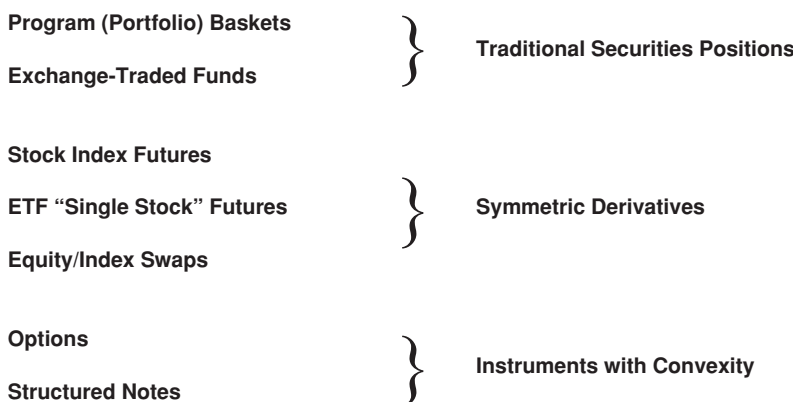 Program (Portfolio) Baskets
Traditional Securities Positions
Exchange-Traded Funds
Stock Index Futures
ETF “Single Stock” Futures
Symmetric Derivatives
Equity/Index Swaps
Options
Instruments with Convexity
Structured Notes